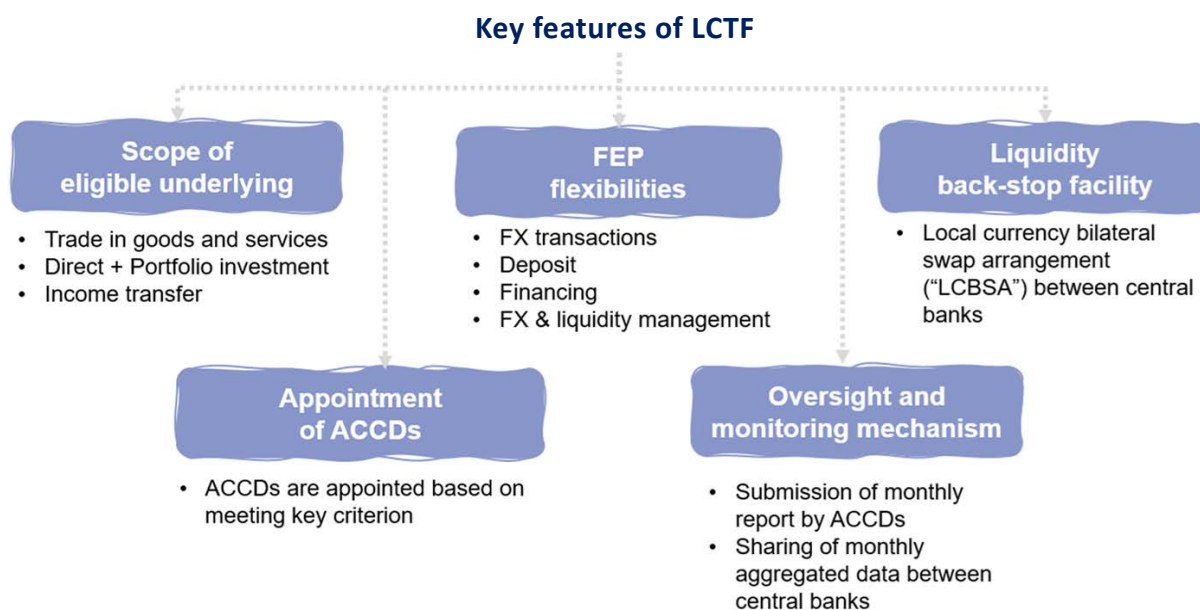 Key features of LCTF
Scope of
eligible underlying
• Trade in goods and services
• Direct + Portfolio investment
• Income transfer
FEP
flexibilities
• FX transactions
• Deposit
• Financing
• FX & liquidity management
Liquidity
back-stop facility
• Local currency bilateral
swap arrangement
(“LCBSA”) between central
banks
Appointment
of ACCDs
• ACCDs are appointed based on
meeting key criterion
Oversight and
monitoring mechanism
• Submission of monthly
report by ACCDs
• Sharing of monthly
aggregated data between
central banks